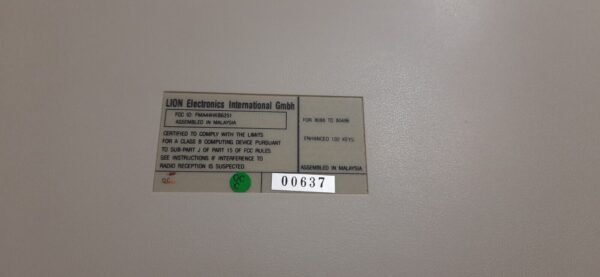 LION Electronics International Gmbh
FCC ID: FMA4HHKB6251
ASSEMBLED IN MALAYSIA
CERTIFIED TO COMPLY WITH THE LIMITS
FOR A CLASS B COMPUTING DEVICE PURSUANT
TO SUB-PART J OF PART 15 OF FCC RULES
SEE INSTRUCTIONS IF INTERFERENCE TO
RADIO RECEPTION IS SUSPECTED
FOR 8088 TO 80486
ENHANCED 102 KEYS
ASSEMBLED IN MALAYSIA
QC
QC
00637